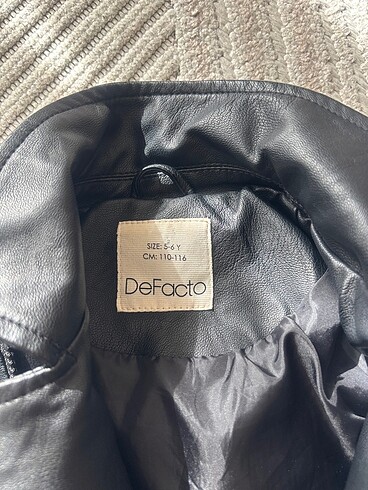 SIZE: 5-6 Y
CM: 110-116
DeFacto